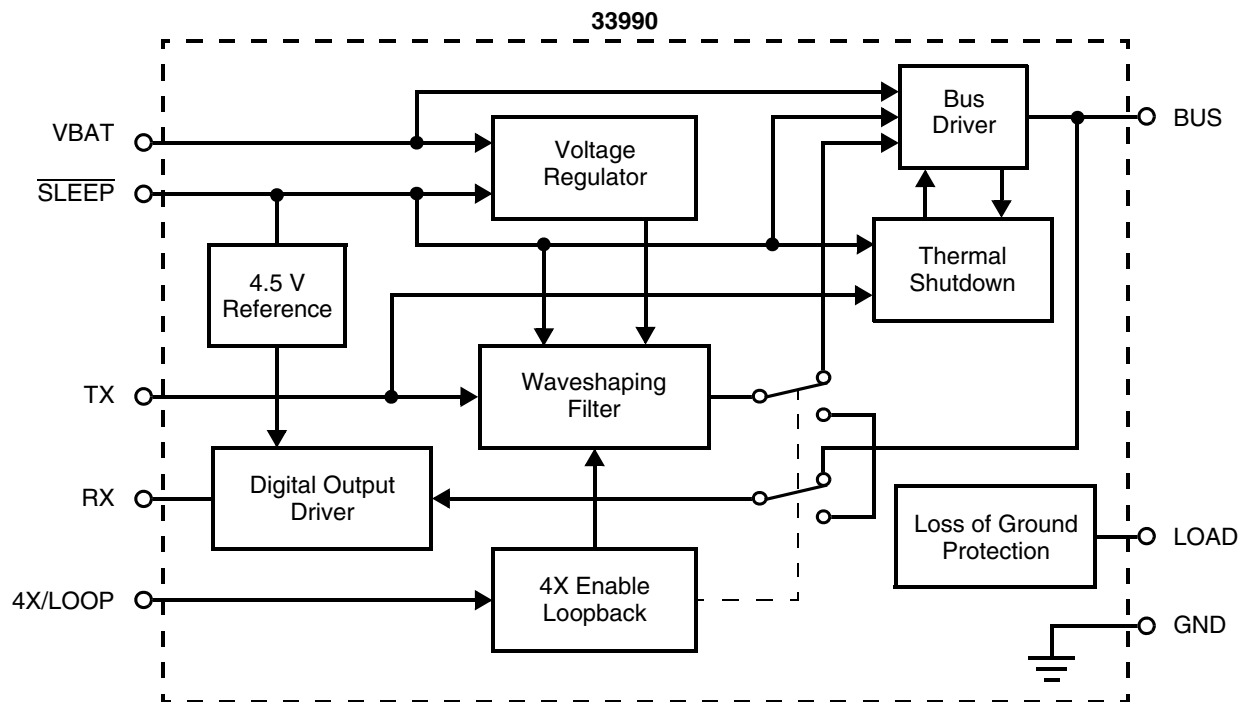 33990
VBAT
SLEEP
TX
RX
4X/LOOP
Voltage
Regulator
4.5 V
Reference
Waveshaping
Filter
Digital Output
Driver
4X Enable
Loopback
Bus
Driver
Thermal
Shutdown
Loss of Ground
Protection
BUS
LOAD
GND